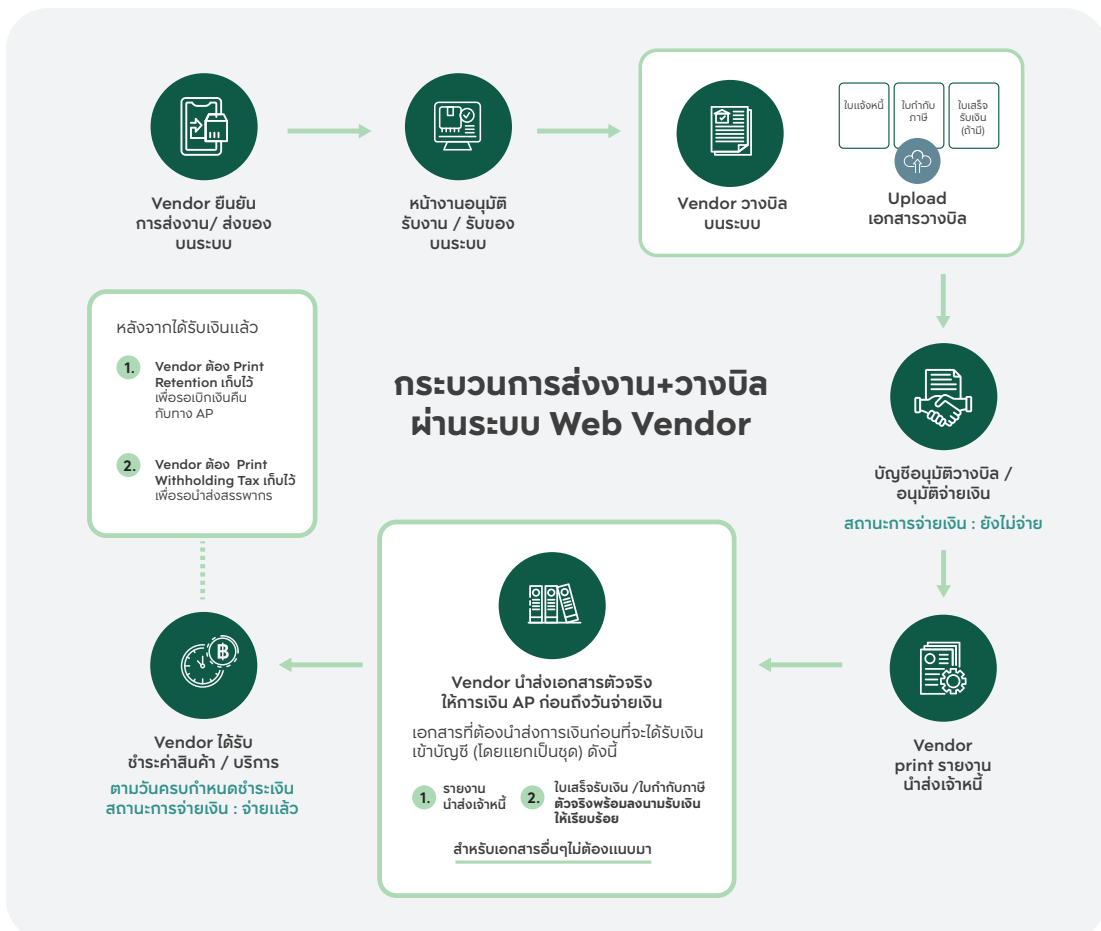 Vendor ยืนยัน
การส่งงาน/ ส่งของ
บนระบบ
หน้างานอนุมัติ
รับงาน / รับของ
บนระบบ
Vendor วางบิล
บนระบบ
ใบแจ้งหนี้
ใบกำกับ
ภาษี
ใบเสร็จ
รับเงิน
(ถ้ามี)
Upload
เอกสารวางบิล
กระบวนการส่งงาน+วางบิล
ผ่านระบบ Web Vendor
บัญชีอนุมัติวางบิล /
อนุมัติจ่ายเงิน
สถานะการจ่ายเงิน : ยังไม่จ่าย
Vendor
print รายงาน
นำส่งเจ้าหนี้
Vendor นำส่งเอกสารตัวจริง
ให้การเงิน AP ก่อนถึงวันจ่ายเงิน
เอกสารที่ต้องนำส่งการเงินก่อนที่จะได้รับเงิน
เข้าบัญชี (โดยแยกเป็นชุด) ดังนี้
1. รายงาน
นำส่งเจ้าหนี้
2. ใบเสร็จรับเงิน /ใบกำกับภาษี
ตัวจริงพร้อมลงนามรับเงิน
ให้เรียบร้อย
สำหรับเอกสารอื่นๆไม่ต้องแนบมา
Vendor ได้รับ
ชำระค่าสินค้า / บริการ
ตามวันครบกำหนดชำระเงิน
สถานะการจ่ายเงิน : จ่ายแล้ว
หลังจากได้รับเงินแล้ว
1. Vendor ต้อง Print
Retention เก็บไว้
เพื่อรอเบิกเงินคืน
กับทาง AP
2. Vendor ต้อง Print
Withholding Tax เก็บไว้
เพื่อรอนำส่งสรรพากร